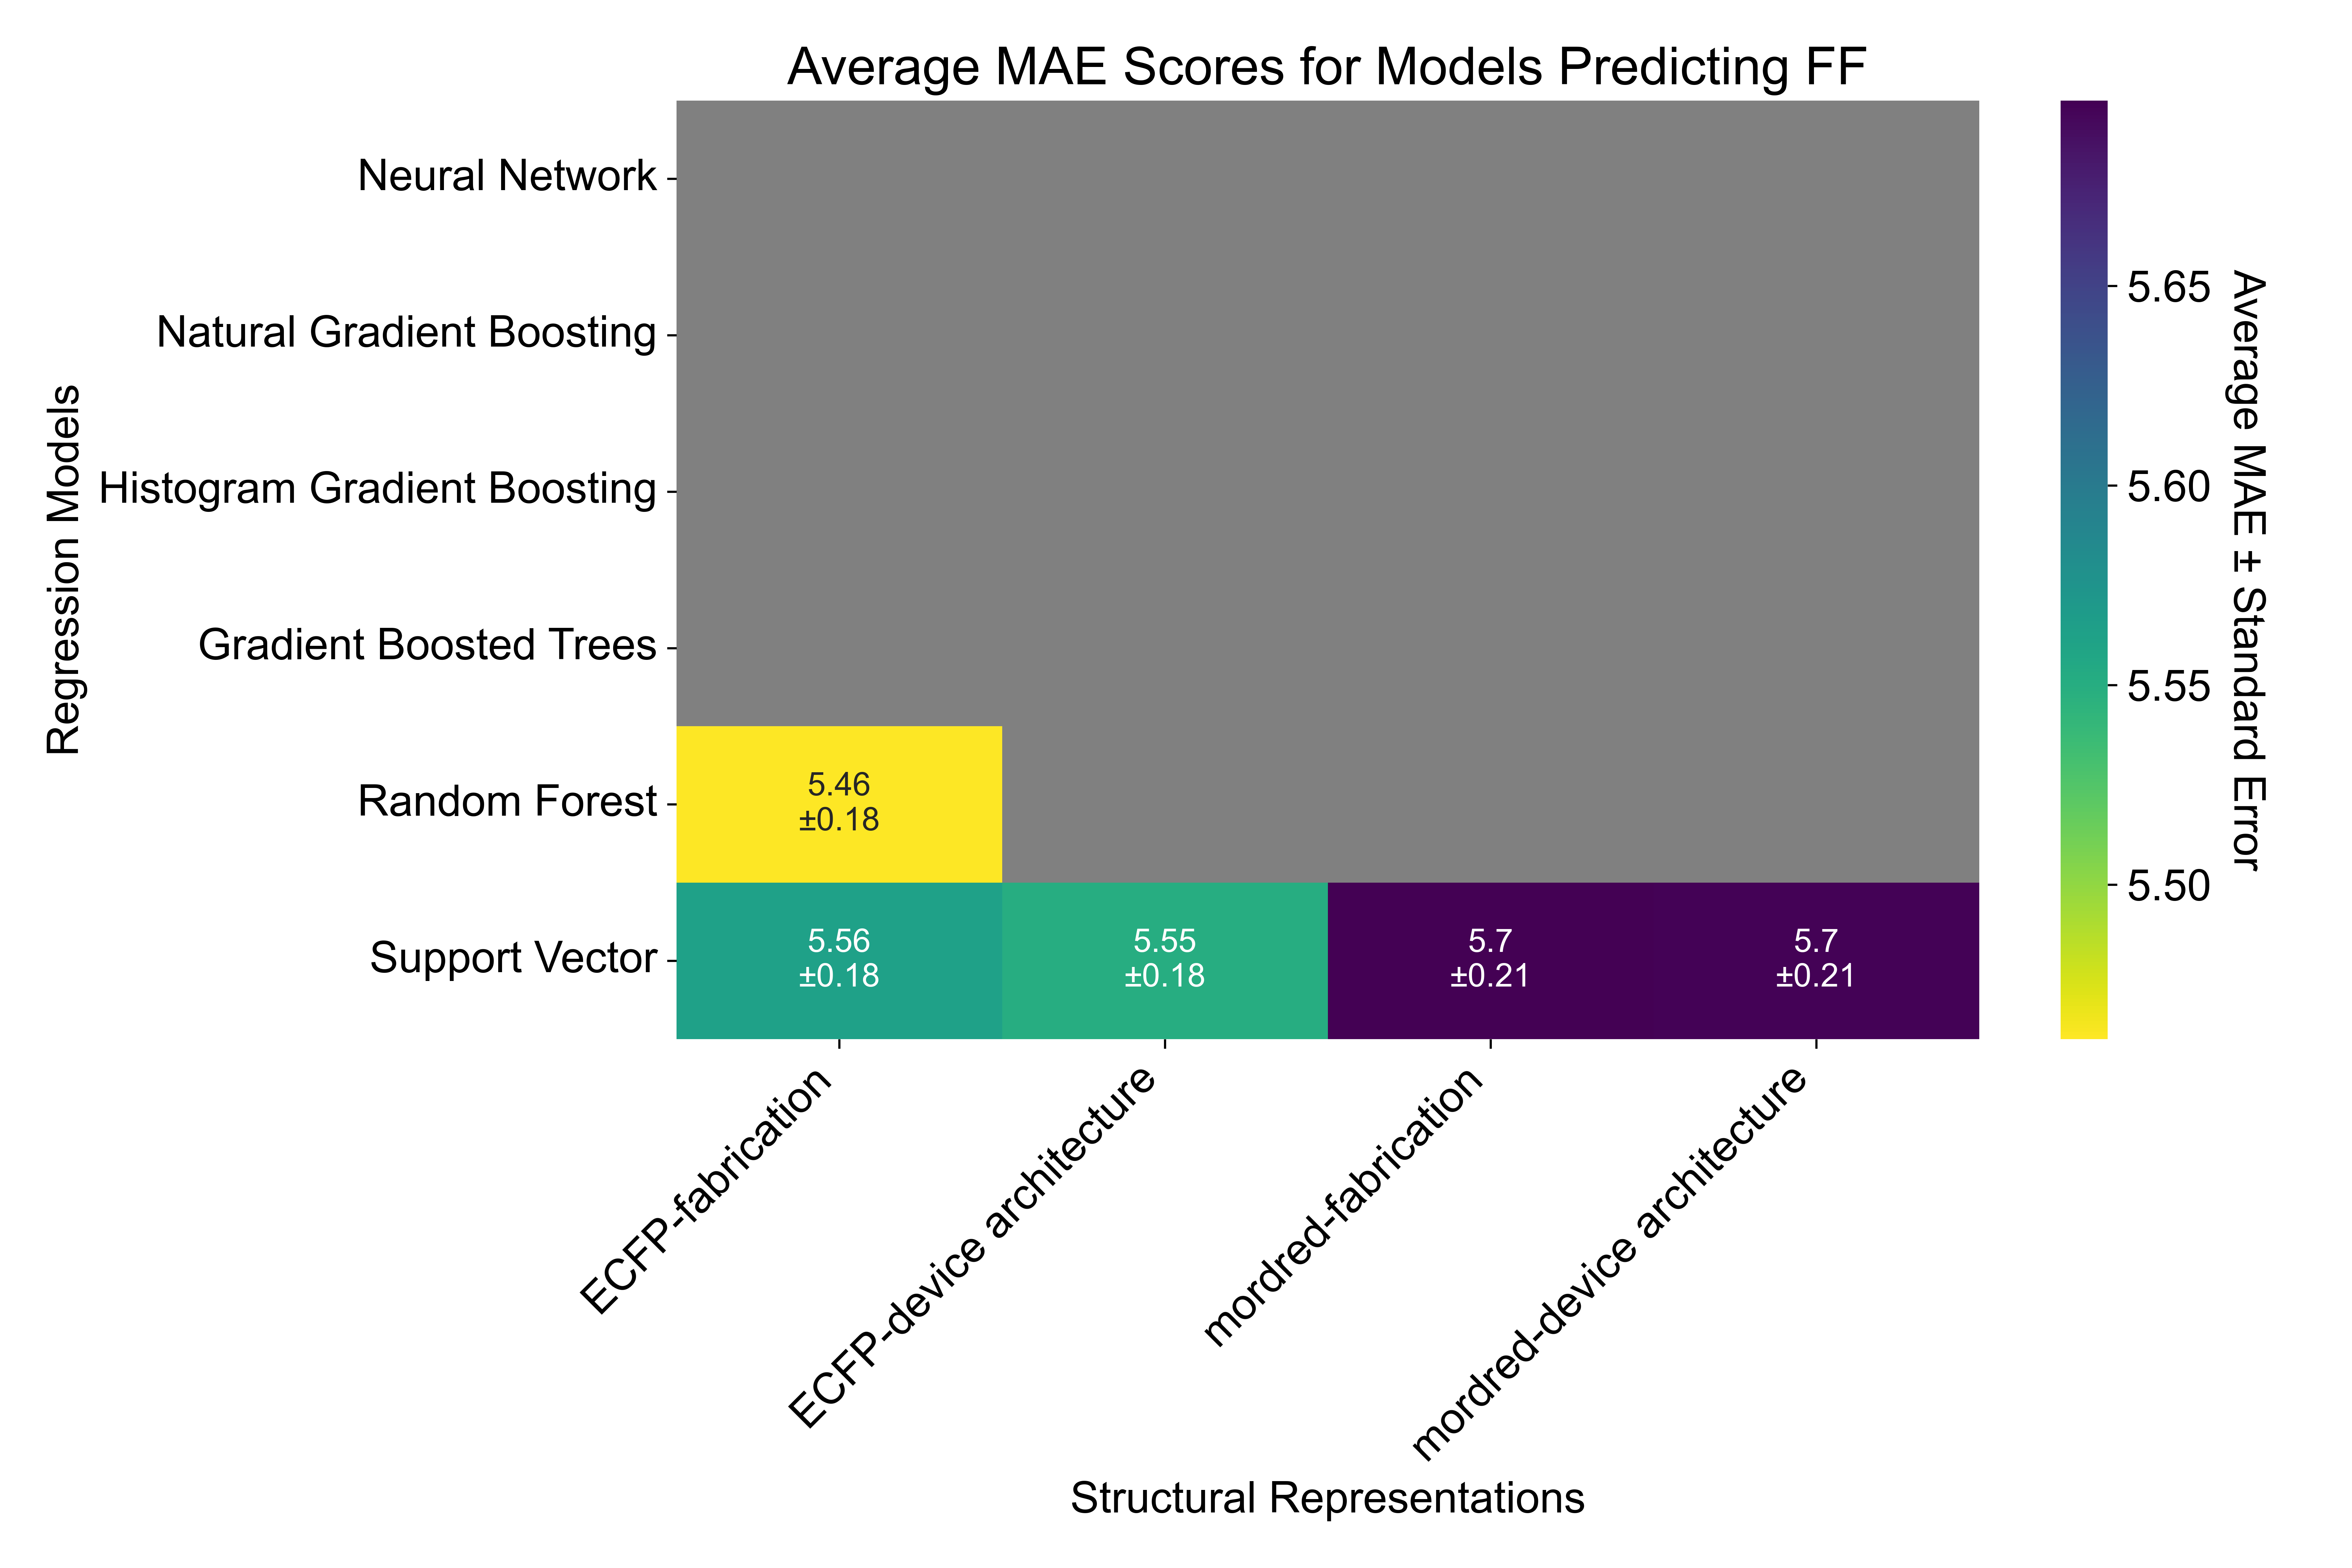 Average MAE Scores for Models Predicting FF
Regression Models
Neural Network
Natural Gradient Boosting
Histogram Gradient Boosting
Gradient Boosted Trees
Random Forest
Support Vector
5.46
±0.18
5.56
±0.18
5.55
±0.18
5.7
±0.21
5.7
±0.21
ECFP-fabrication
ECFP-device architecture
mordred-fabrication
mordred-device architecture
Structural Representations
5.65
5.60
5.55
5.50
Average MAE ± Standard Error